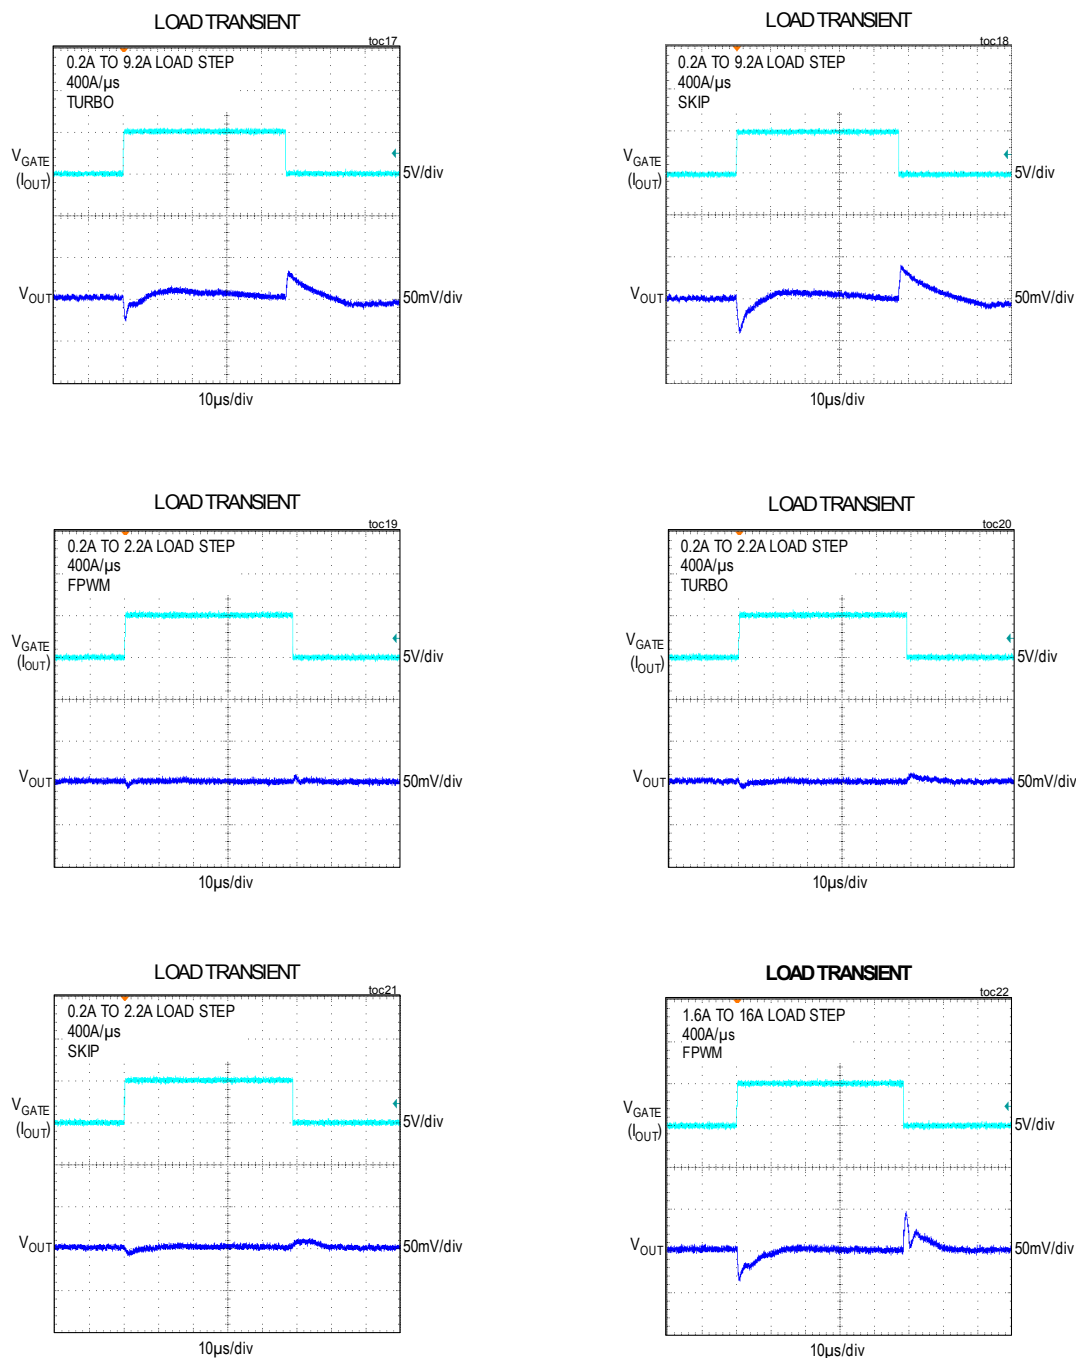 LOAD TRANSIENT
toc17
0.2A TO 9.2A LOAD STEP
400A/µs
TURBO
VGATE
(IOUT)
5V/div
VOUT
50mV/div
10µs/div
LOAD TRANSIENT
toc18
0.2A TO 9.2A LOAD STEP
400A/µs
SKIP
VGATE
(IOUT)
5V/div
VOUT
50mV/div
10µs/div
LOAD TRANSIENT
toc19
0.2A TO 2.2A LOAD STEP
400A/µs
FPWM
VGATE
(IOUT)
5V/div
VOUT
50mV/div
10µs/div
LOAD TRANSIENT
toc20
0.2A TO 2.2A LOAD STEP
400A/µs
TURBO
VGATE
(IOUT)
5V/div
VOUT
50mV/div
10µs/div
LOAD TRANSIENT
toc21
0.2A TO 2.2A LOAD STEP
400A/µs
SKIP
VGATE
(IOUT)
5V/div
VOUT
50mV/div
10µs/div
LOAD TRANSIENT
toc22
1.6A TO 16A LOAD STEP
400A/µs
FPWM
VGATE
(IOUT)
5V/div
VOUT
50mV/div
10µs/div